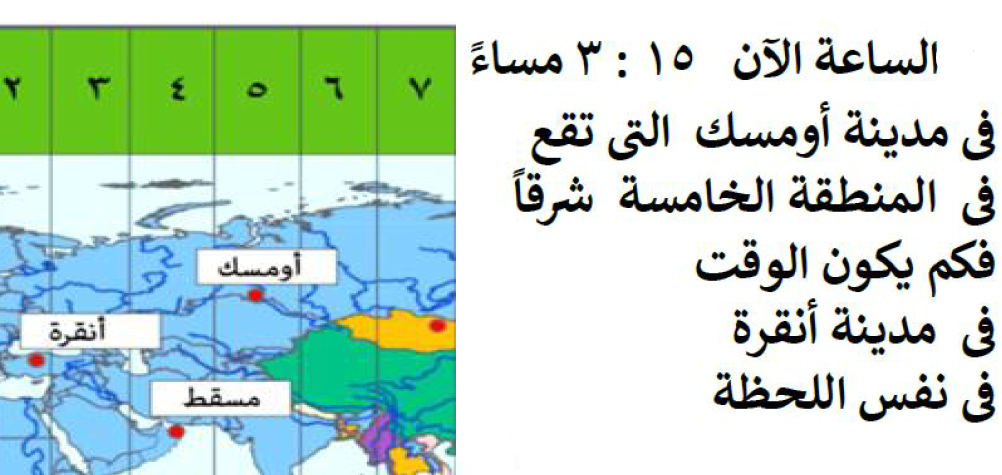 الساعة الآن ١٥ : ٣ مساءً
فى مدينة أومسك التى تقع
فى المنطقة الخامسة شرقاً
فكم يكون الوقت
فى مدينة أنقرة
فى نفس اللحظة
٧ ٦ ٥ ٤ ٣ ٢
أومسك
أنقرة
مسقط